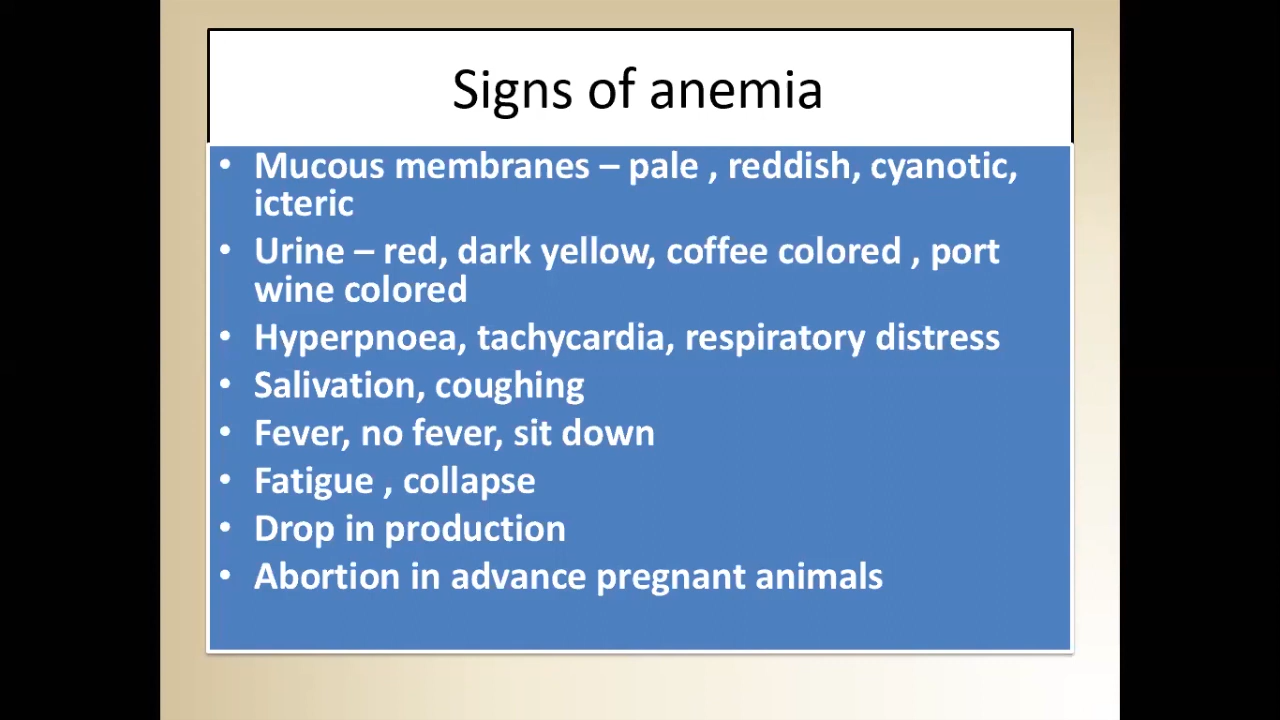 Signs of anemia
• Mucous membranes – pale , reddish, cyanotic,
icteric
• Urine – red, dark yellow, coffee colored , port
wine colored
• Hyperpnoea, tachycardia, respiratory distress
• Salivation, coughing
• Fever, no fever, sit down
• Fatigue , collapse
• Drop in production
• Abortion in advance pregnant animals